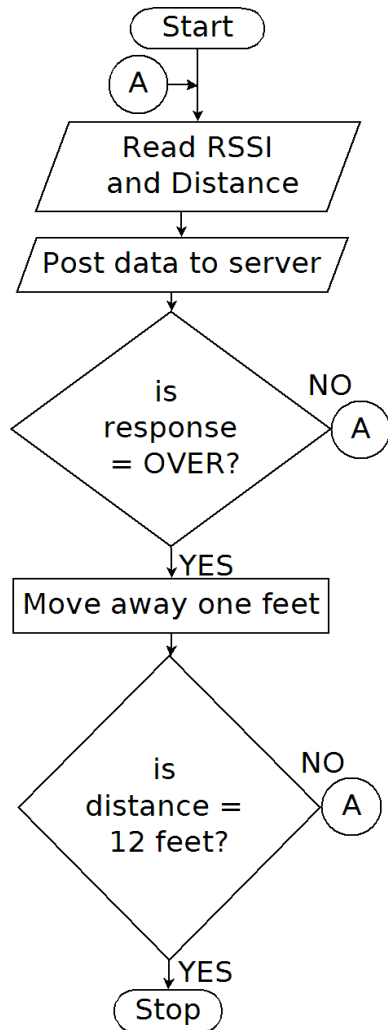 Start
A
Read RSSI
and Distance
Post data to server
is
response
= OVER?
NO
A
YES
Move away one feet
is
distance =
12 feet?
NO
A
YES
Stop